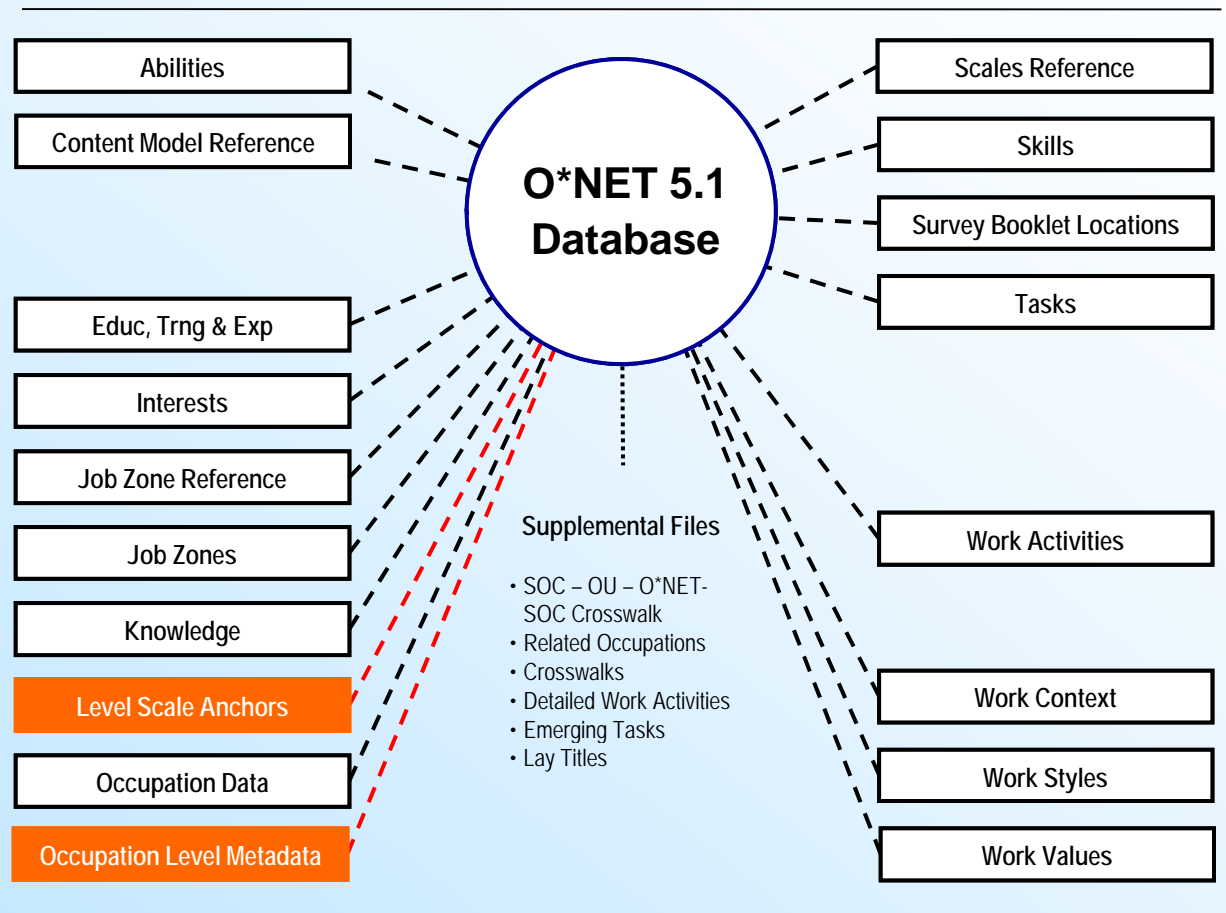 Abilities
Content Model Reference
Educ, Trng & Exp
Interests
Job Zone Reference
Job Zones
Knowledge
Level Scale Anchors
Occupation Data
Occupation Level Metadata
O*NET 5.1
Database
Supplemental Files
• SOC – OU – O*NET-
SOC Crosswalk
• Related Occupations
• Crosswalks
• Detailed Work Activities
• Emerging Tasks
• Lay Titles
Scales Reference
Skills
Survey Booklet Locations
Tasks
Work Activities
Work Context
Work Styles
Work Values